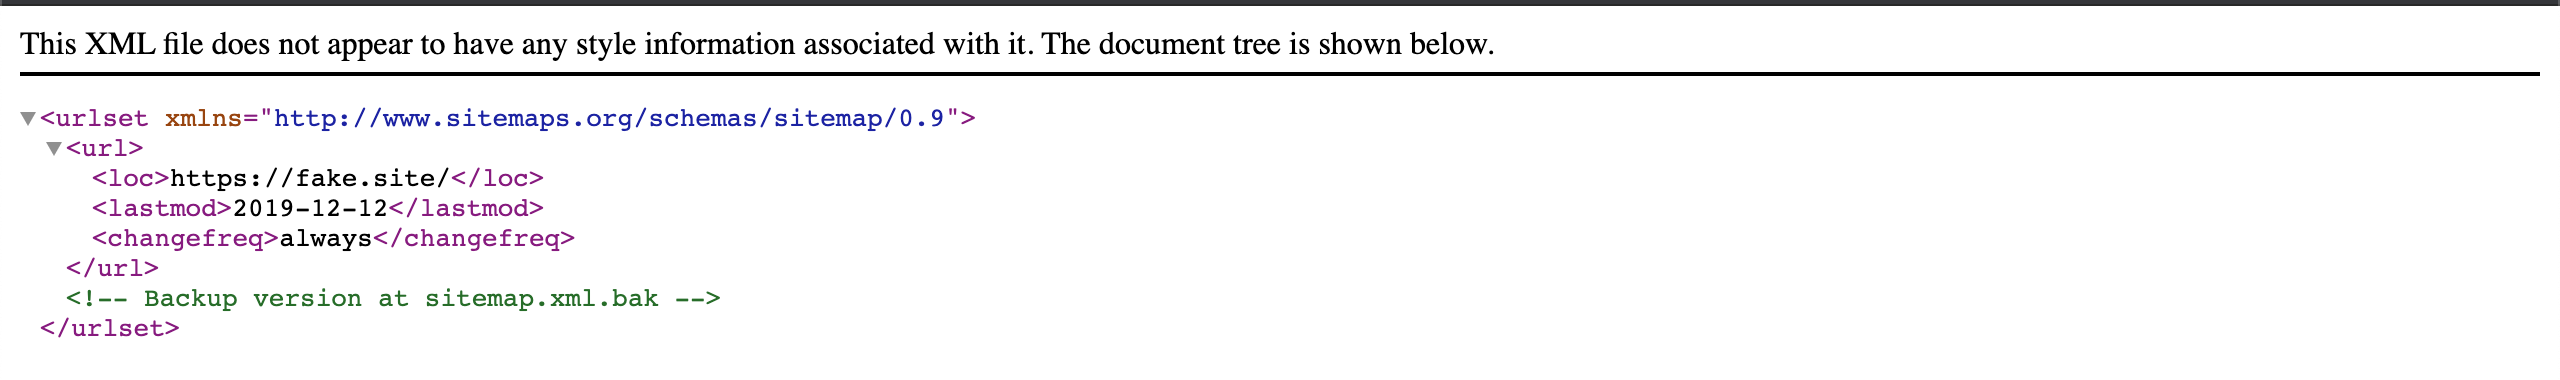 This XML file does not appear to have any style information associated with it. The document tree is shown below.
<urlset xmlns="http://www.sitemaps.org/schemas/sitemap/0.9">
<url>
<loc>https://fake.site/</loc>
<lastmod>2019-12-12</lastmod>
<changefreq>always</changefreq>
</url>
<!-- Backup version at sitemap.xml.bak -->
</urlset>